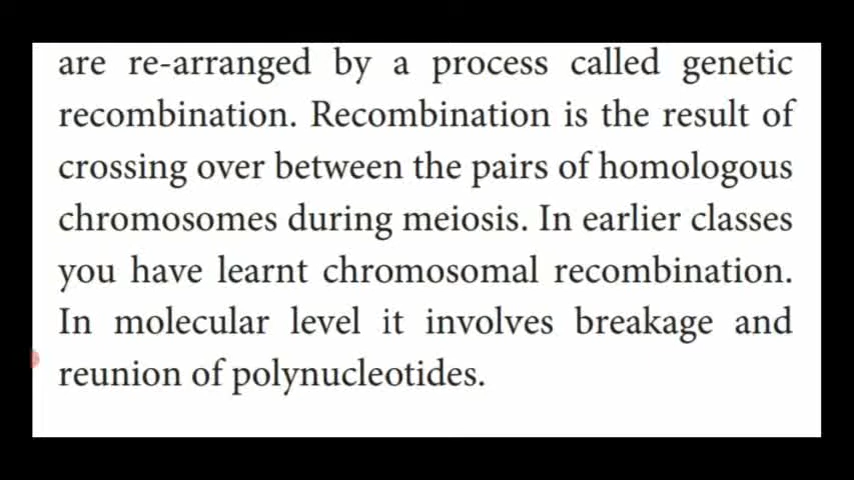 are re-arranged by a process called genetic
recombination. Recombination is the result of
crossing over between the pairs of homologous
chromosomes during meiosis. In earlier classes
you have learnt chromosomal recombination.
In molecular level it involves breakage and
reunion of polynucleotides.